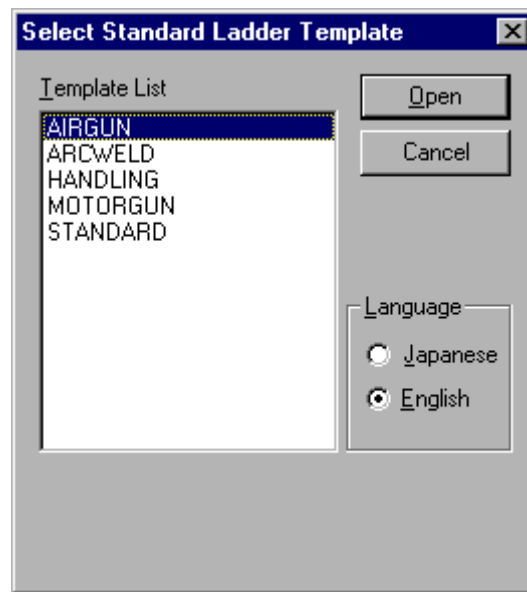 Select Standard Ladder Template
Template List
Open
AIRGUN
ARCWELD
Cancel
HANDLING
MOTORGUN
STANDARD
Language
Japanese
English